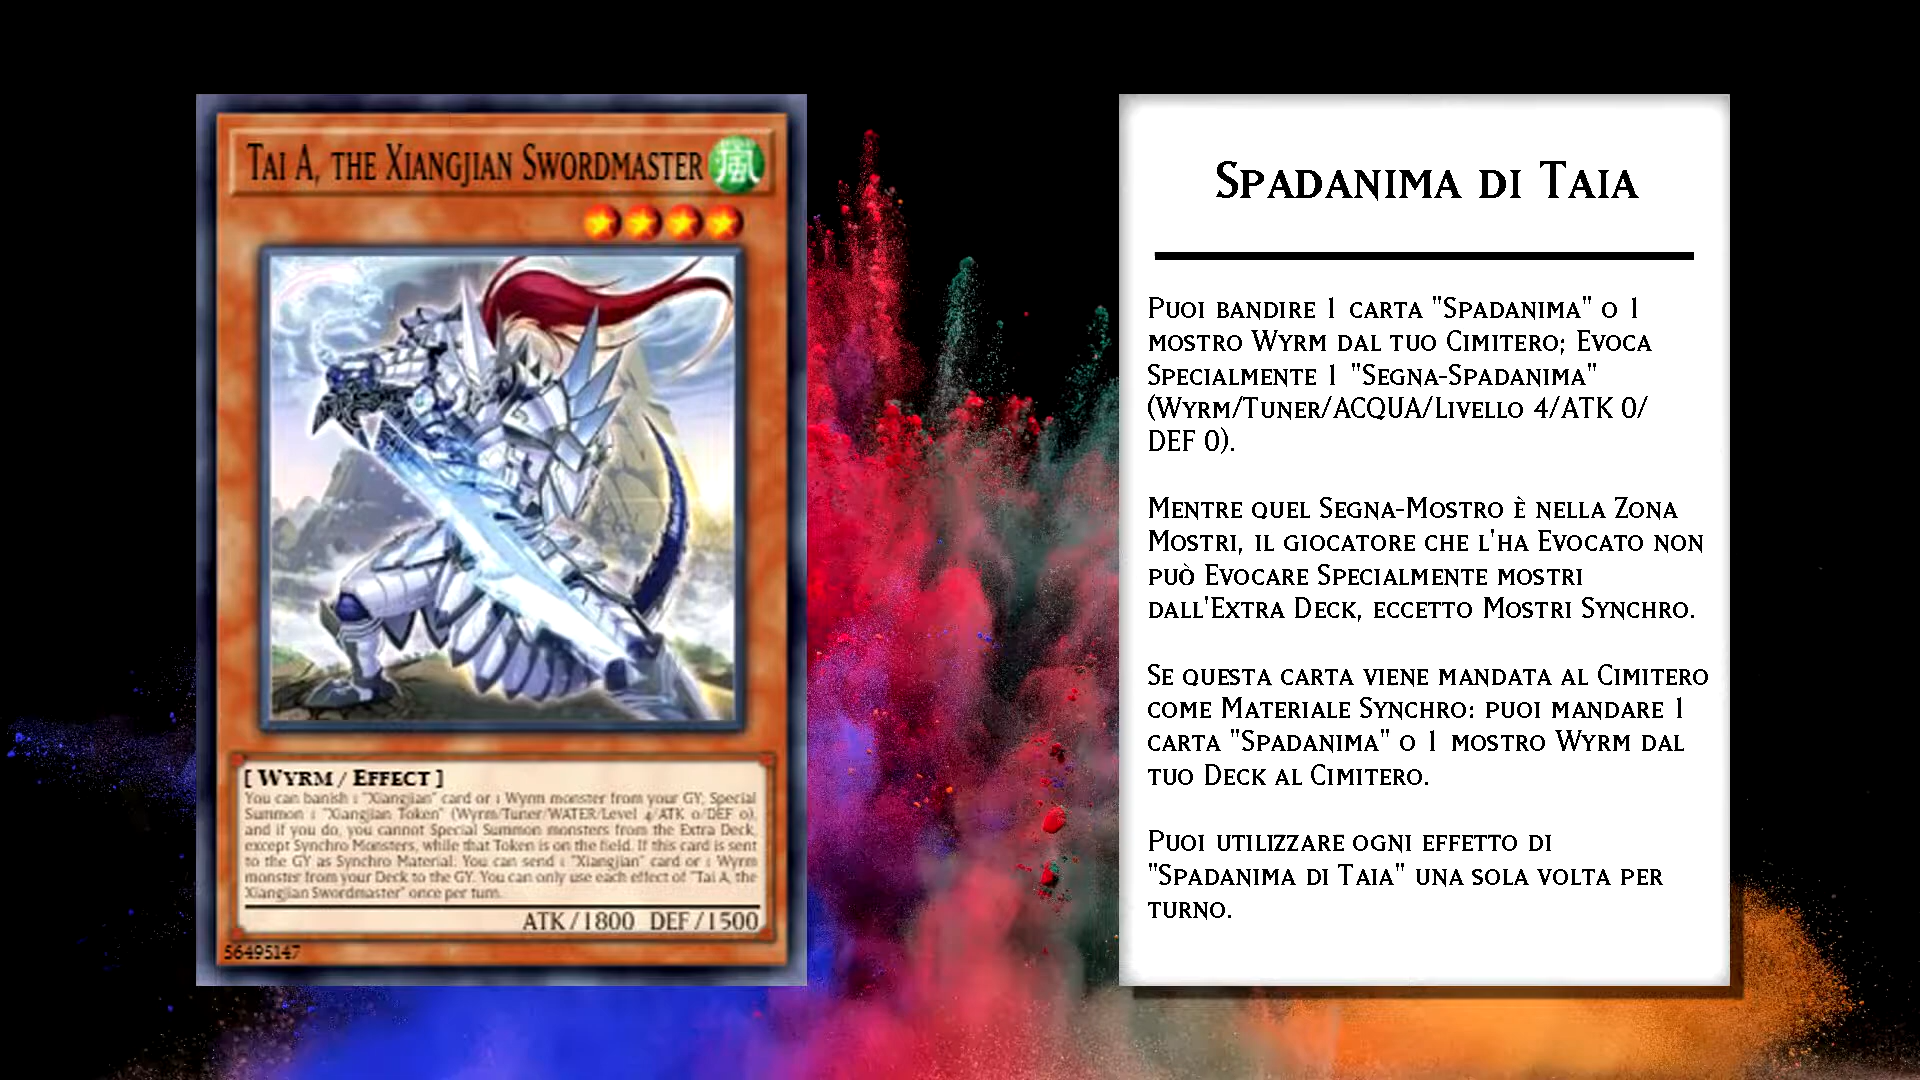 Tai A, the Xiangjian Swordmaster
風
[ Wyrm / Effect ]
You can banish 1 "Xiangjian" card or 1 Wyrm monster from your GY; Special
Summon 1 "Xiangjian Token" (Wyrm/Tuner/WATER/Level 4/ATK 0/DEF 0),
and if you do, you cannot Special Summon monsters from the Extra Deck,
except Synchro Monsters, while that Token is on the field. If this card is sent
to the GY as Synchro Material: You can send 1 "Xiangjian" card or 1 Wyrm
monster from your Deck to the GY. You can only use each effect of "Tai A, the
Xiangjian Swordmaster" once per turn.
ATK/1800 DEF/1500
56495147
Spadanima di Taia
Puoi bandire 1 carta "Spadanima" o 1
mostro Wyrm dal tuo Cimitero; Evoca
Specialmente 1 "Segna-Spadanima"
(Wyrm/Tuner/ACQUA/Livello 4/ATK 0/
DEF 0).
Mentre quel Segna-Mostro è nella Zona
Mostri, il giocatore che l'ha Evocato non
può Evocare Specialmente mostri
dall'Extra Deck, eccetto Mostri Synchro.
Se questa carta viene mandata al Cimitero
come Materiale Synchro: puoi mandare 1
carta "Spadanima" o 1 mostro Wyrm dal
tuo Deck al Cimitero.
Puoi utilizzare ogni effetto di
"Spadanima di Taia" una sola volta per
turno.